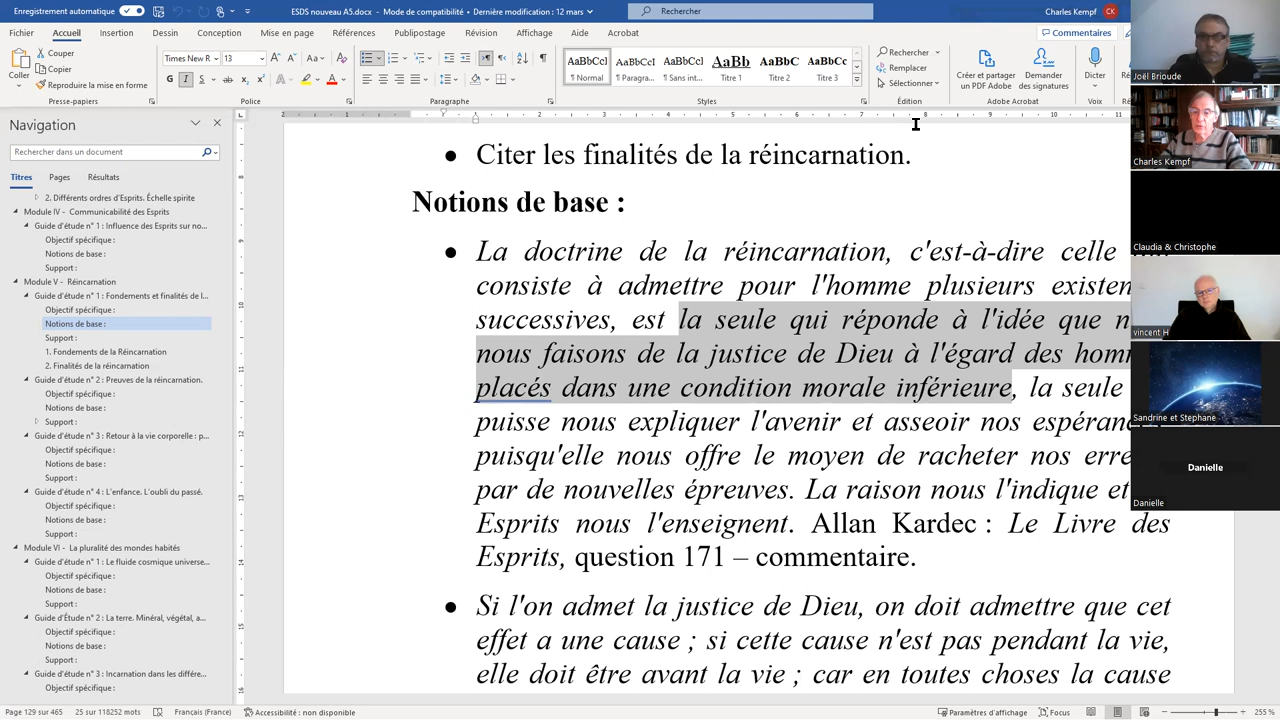 Enregistrement automatique
ESDS nouveau A5.docx - Mode de compatibilité • Dernière modification : 12 mars
Rechercher
Charles Kempf
CK
Fichier
Accueil
Insertion
Dessin
Conception
Mise en page
Références
Publipostage
Révision
Affichage
Aide
Acrobat
Commentaires
Coller
Couper
Copier
Reproduire la mise en forme
Times New R
13
G
I
S
AaBbCcI
¶ Normal
AaBbCcI
¶ Paragra...
AaBbCcI
¶ Sans int...
AaBb
Titre 1
AaBbC
Titre 2
AaBbCc
Titre 3
Rechercher
Remplacer
Sélectionner
Créer et partager
un PDF Adobe
Demander
des signatures
Dicter
Presse-papiers
Police
Paragraphe
Styles
Édition
Adobe Acrobat
Voix
Navigation
Rechercher dans un document
Titres
Pages
Résultats
2. Différents ordres d'Esprits. Échelle spirite
Module IV - Communicabilité des Esprits
Guide d'étude n° 1 : Influence des Esprits sur no...
Objectif spécifique :
Notions de base :
Support :
Module V - Réincarnation
Guide d'étude n° 1 : Fondements et finalités de l...
Objectif spécifique :
Notions de base :
Support :
1. Fondements de la Réincarnation
2. Finalités de la réincarnation
Guide d'étude n° 2 : Preuves de la réincarnation.
Objectif spécifique :
Notions de base :
Support :
Guide d'étude n° 3 : Retour à la vie corporelle : p...
Objectif spécifique :
Notions de base :
Support :
Guide d'étude n° 4 : L'enfance. L'oubli du passé.
Objectif spécifique :
Notions de base :
Support :
Module VI - La pluralité des mondes habités
Guide d'étude n° 1 : Le fluide cosmique universe...
Objectif spécifique :
Notions de base :
Support :
Guide d'Étude n° 2 : La terre. Minéral, végétal, a...
Objectif spécifique :
Notions de base :
Support :
Guide d'étude n° 3 : Incarnation dans les différe...
Objectif spécifique :
• Citer les finalités de la réincarnation.
Notions de base :
• La doctrine de la réincarnation, c'est-à-dire celle
consiste à admettre pour l'homme plusieurs existen
successives, est la seule qui réponde à l'idée que n
nous faisons de la justice de Dieu à l'égard des homm
placés dans une condition morale inférieure, la seule
puisse nous expliquer l'avenir et asseoir nos espéran
puisqu'elle nous offre le moyen de racheter nos erre
par de nouvelles épreuves. La raison nous l'indique et
Esprits nous l'enseignent. Allan Kardec : Le Livre des
Esprits, question 171 – commentaire.
• Si l'on admet la justice de Dieu, on doit admettre que cet
effet a une cause ; si cette cause n'est pas pendant la vie,
elle doit être avant la vie ; car en toutes choses la cause
Joël Brioude
Charles Kempf
Claudia & Christophe
vincent H
Sandrine et Stephane
Danielle
Danielle
Page 129 sur 465
25 sur 118252 mots
Français (France)
Accessibilité : non disponible
Paramètres d'affichage
Focus
255 %